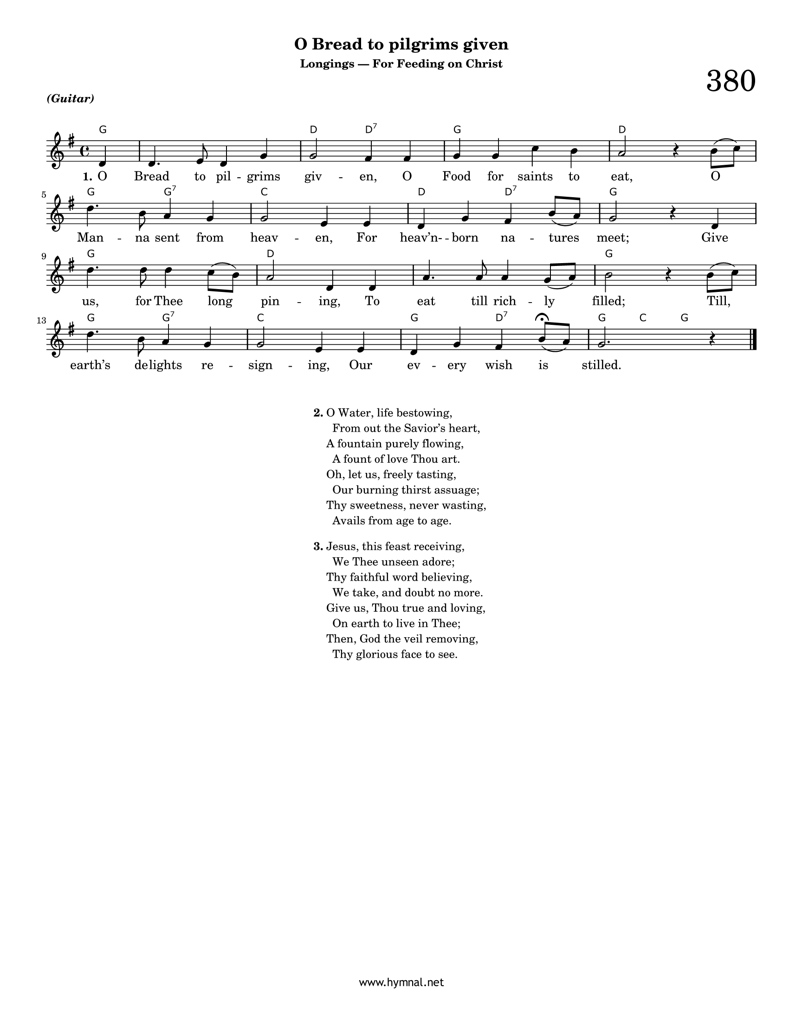 O Bread to pilgrims given
Longings — For Feeding on Christ
380
(Guitar)
G D D7 G D
1. O Bread to pil - grims giv - en, O Food for saints to eat, O
5 G G7 C D D7 G
Man - na sent from heav - en, For heav'n- - born na - tures meet; Give
9 G D G
us, for Thee long pin - ing, To eat till rich - ly filled; Till,
13 G G7 C G D7 G C G
earth's delights re - sign - ing, Our ev - ery wish is stilled.
2. O Water, life bestowing,
From out the Savior's heart,
A fountain purely flowing,
A fount of love Thou art.
Oh, let us, freely tasting,
Our burning thirst assuage;
Thy sweetness, never wasting,
Avails from age to age.
3. Jesus, this feast receiving,
We Thee unseen adore;
Thy faithful word believing,
We take, and doubt no more.
Give us, Thou true and loving,
On earth to live in Thee;
Then, God the veil removing,
Thy glorious face to see.
www.hymnal.net